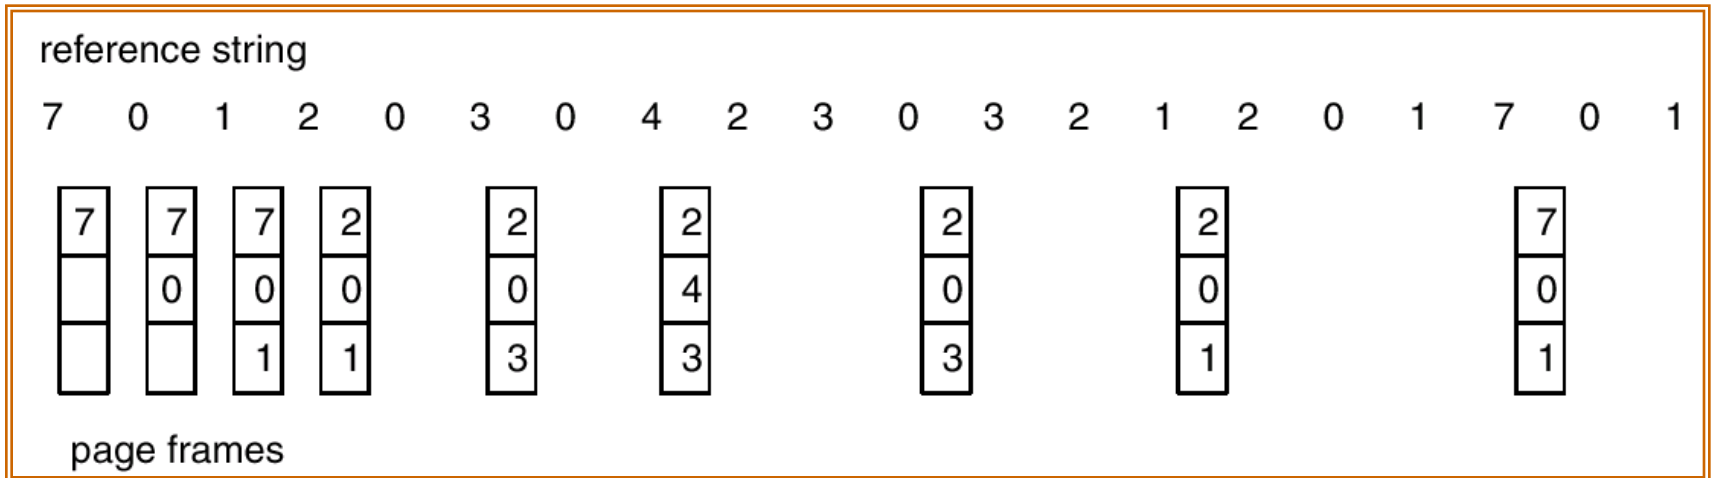 reference string
7 0 1 2 0 3 0 4 2 3 0 3 2 1 2 0 1 7 0 1
7 7 7 2 2 2 2 2 7
0 0 0 0 4 0 0 0
1 1 3 3 3 1 1
page frames